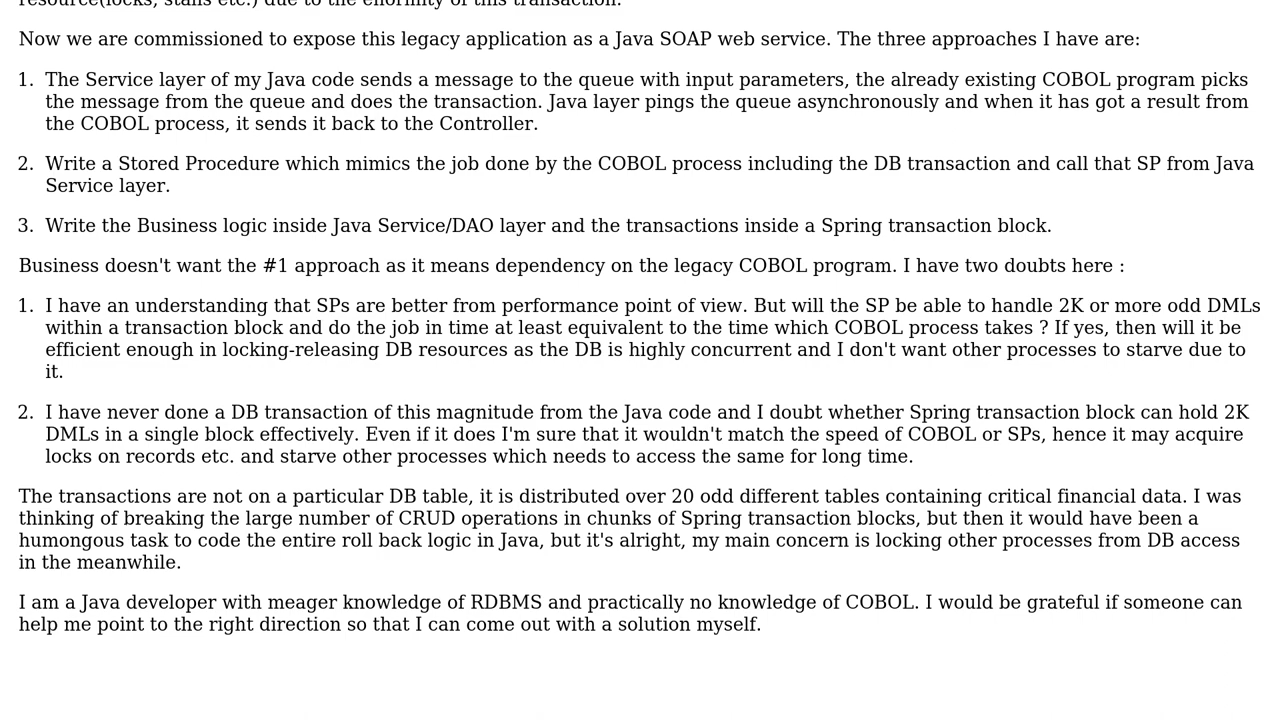 resource(locks, stalls etc.) due to the enormity of this transaction.
Now we are commissioned to expose this legacy application as a Java SOAP web service. The three approaches I have are:
1. The Service layer of my Java code sends a message to the queue with input parameters, the already existing COBOL program picks
the message from the queue and does the transaction. Java layer pings the queue asynchronously and when it has got a result from
the COBOL process, it sends it back to the Controller.
2. Write a Stored Procedure which mimics the job done by the COBOL process including the DB transaction and call that SP from Java
Service layer.
3. Write the Business logic inside Java Service/DAO layer and the transactions inside a Spring transaction block.
Business doesn't want the #1 approach as it means dependency on the legacy COBOL program. I have two doubts here :
1. I have an understanding that SPs are better from performance point of view. But will the SP be able to handle 2K or more odd DMLs
within a transaction block and do the job in time at least equivalent to the time which COBOL process takes ? If yes, then will it be
efficient enough in locking-releasing DB resources as the DB is highly concurrent and I don't want other processes to starve due to
it.
2. I have never done a DB transaction of this magnitude from the Java code and I doubt whether Spring transaction block can hold 2K
DMLs in a single block effectively. Even if it does I'm sure that it wouldn't match the speed of COBOL or SPs, hence it may acquire
locks on records etc. and starve other processes which needs to access the same for long time.
The transactions are not on a particular DB table, it is distributed over 20 odd different tables containing critical financial data. I was
thinking of breaking the large number of CRUD operations in chunks of Spring transaction blocks, but then it would have been a
humongous task to code the entire roll back logic in Java, but it's alright, my main concern is locking other processes from DB access
in the meanwhile.
I am a Java developer with meager knowledge of RDBMS and practically no knowledge of COBOL. I would be grateful if someone can
help me point to the right direction so that I can come out with a solution myself.